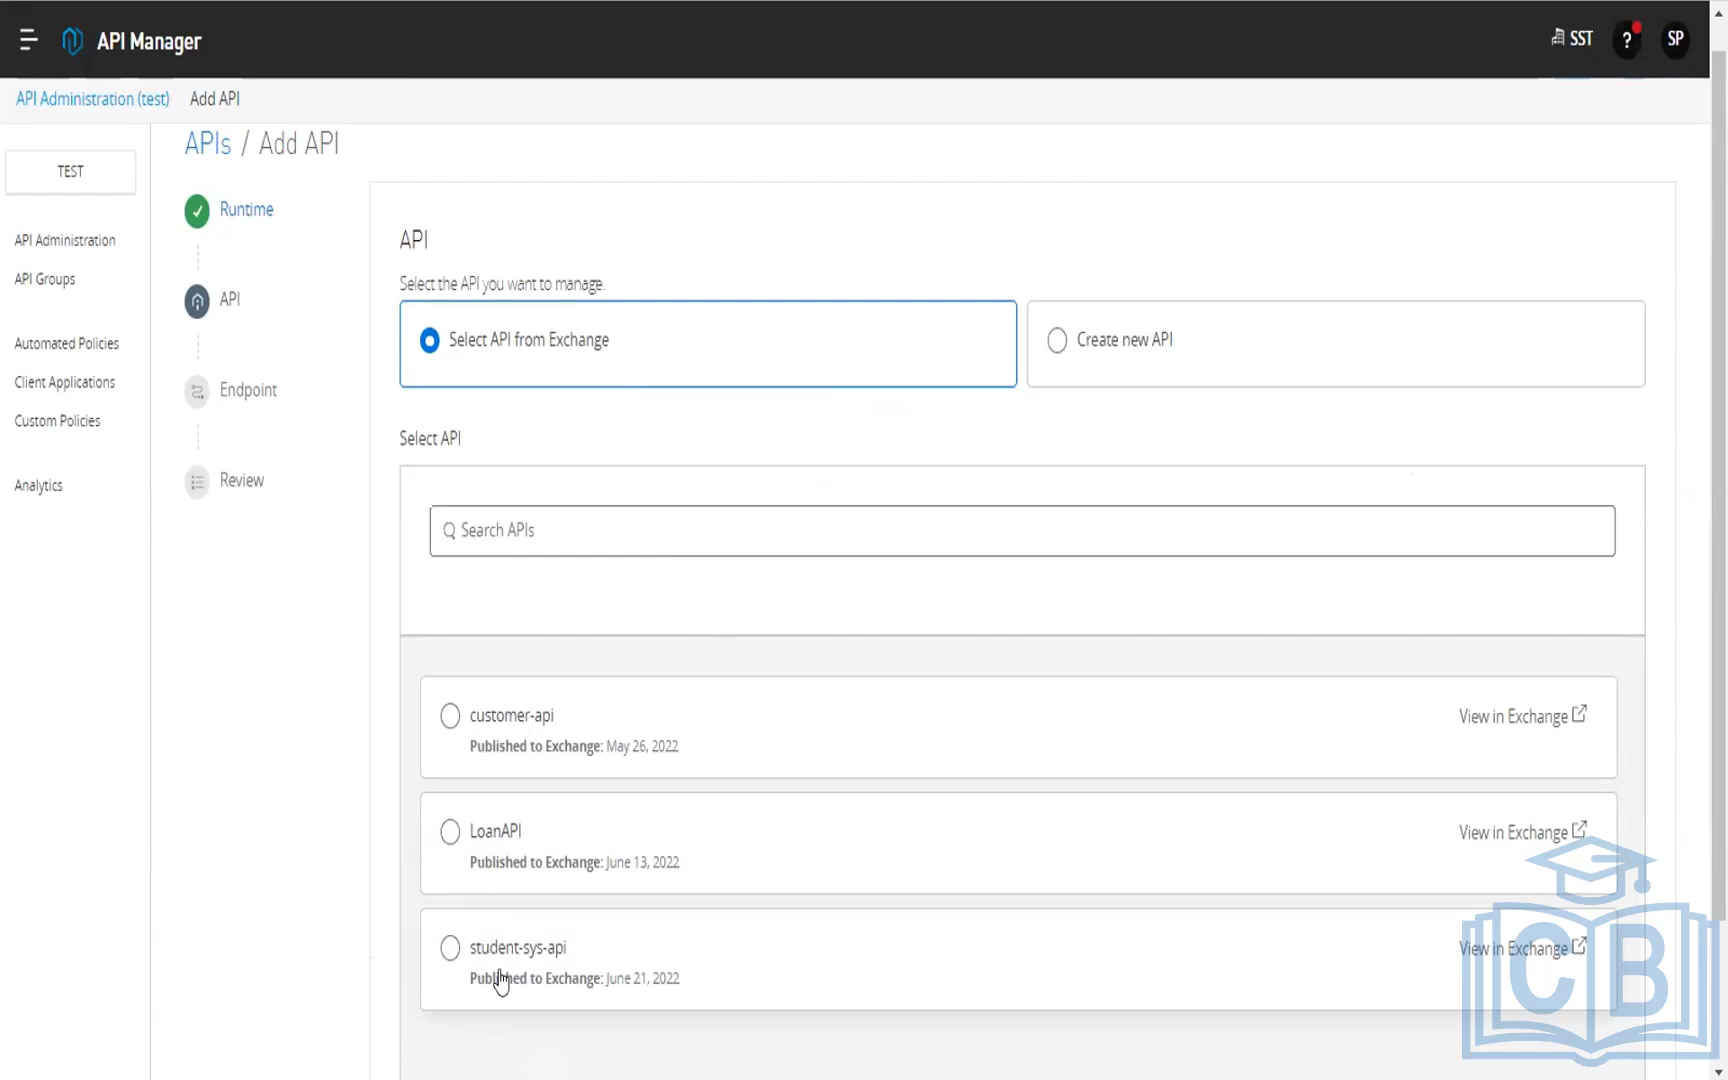 API Manager
SST
?
SP
API Administration (test) Add API
APIs / Add API
TEST
API Administration
API Groups
Automated Policies
Client Applications
Custom Policies
Analytics
Runtime
API
Endpoint
Review
API
Select the API you want to manage.
Select API from Exchange
Create new API
Select API
Search APIs
customer-api
View in Exchange
Published to Exchange: May 26, 2022
LoanAPI
View in Exchange
Published to Exchange: June 13, 2022
student-sys-api
View in Exchange
Published to Exchange: June 21, 2022
CB